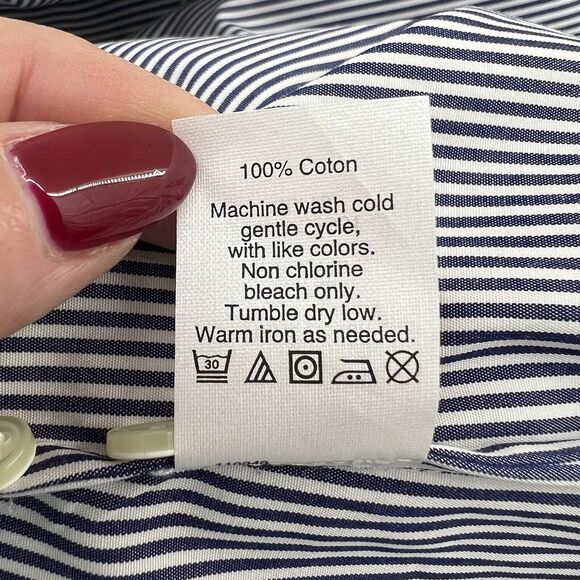 100% Coton
Machine wash cold
gentle cycle,
with like colors.
Non chlorine
bleach only.
Tumble dry low.
Warm iron as needed.
30